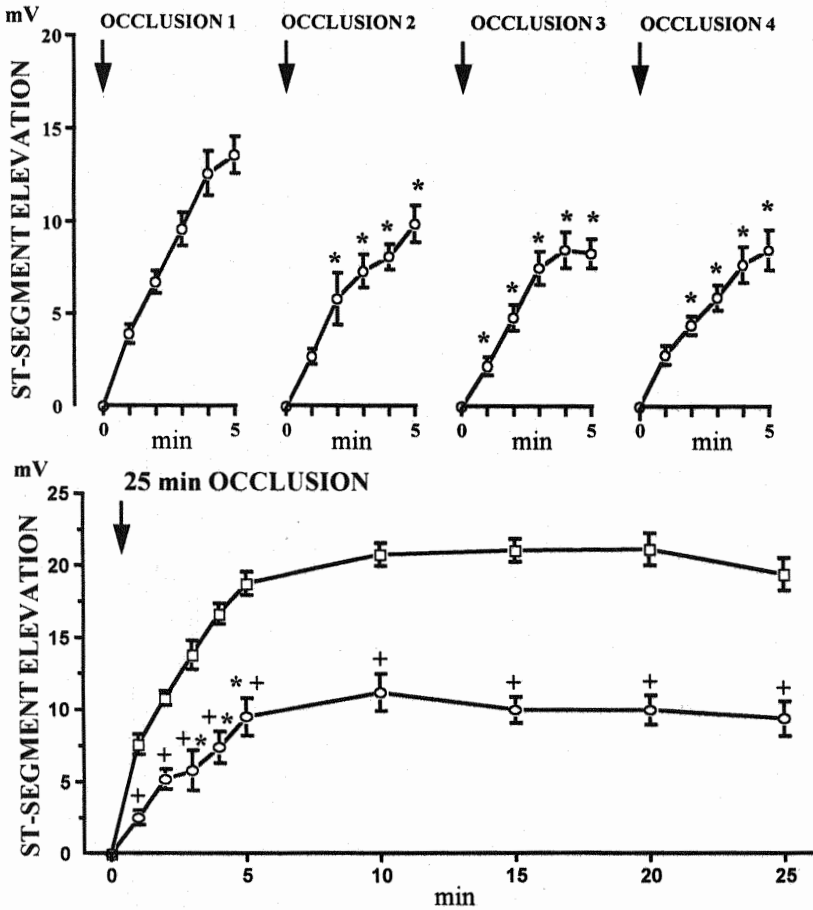 mV
OCCLUSION 1 OCCLUSION 2 OCCLUSION 3 OCCLUSION 4
20
15
10
5
0
ST-SEGMENT ELEVATION
* * * *
* * * * *
* * * *
0 5 0 5 0 5 0 5
min min min min
mV
25 min OCCLUSION
25
20
15
10
5
0
ST-SEGMENT ELEVATION
+ + + * + * * + + + + +
0 5 10 15 20 25
min